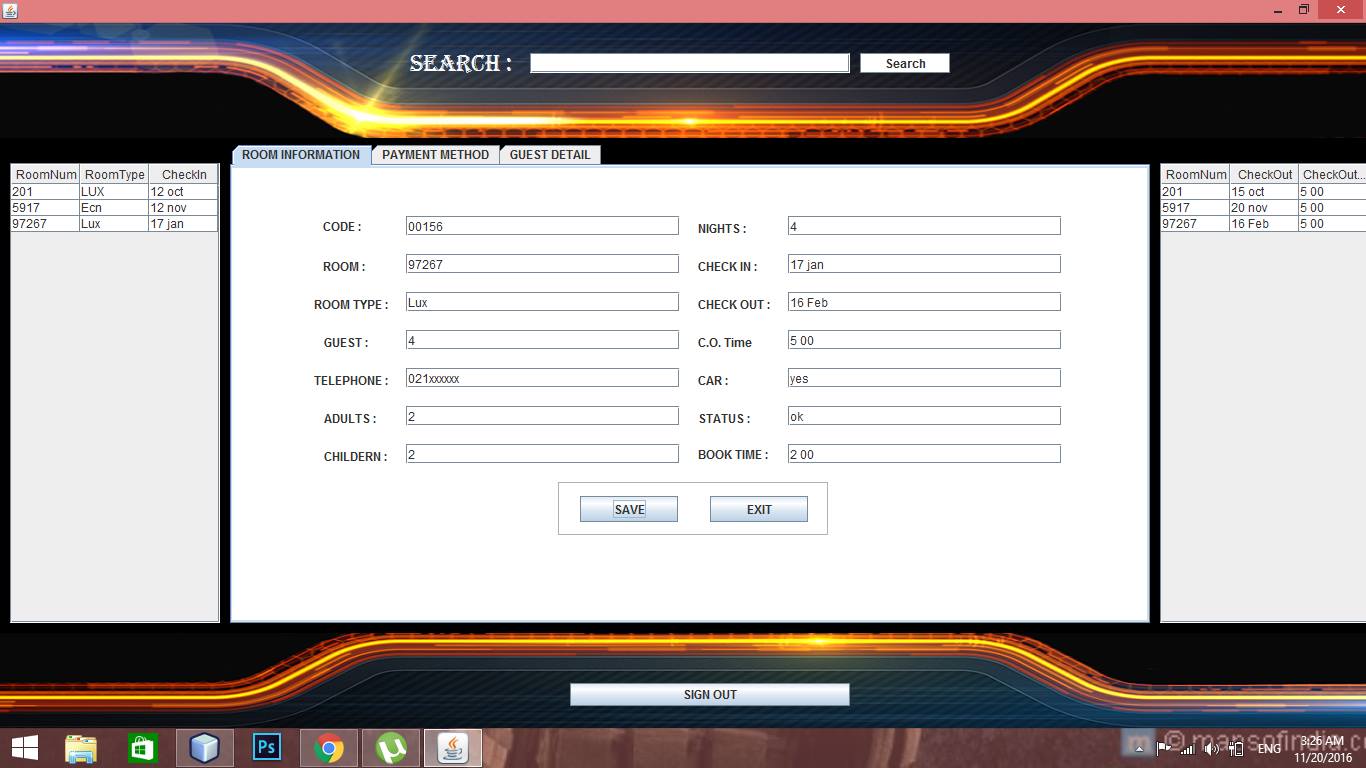 SEARCH :
Search
ROOM INFORMATION PAYMENT METHOD GUEST DETAIL
RoomNum RoomType CheckIn
201 LUX 12 oct
5917 Ecn 12 nov
97267 Lux 17 jan
CODE : 00156 NIGHTS : 4
ROOM : 97267 CHECK IN : 17 jan
ROOM TYPE : Lux CHECK OUT : 16 Feb
GUEST : 4 C.O. Time 5 00
TELEPHONE : 021xxxxxx CAR : yes
ADULTS : 2 STATUS : ok
CHILDERN : 2 BOOK TIME : 2 00
SAVE EXIT
RoomNum CheckOut CheckOut...
201 15 oct 5 00
5917 20 nov 5 00
97267 16 Feb 5 00
SIGN OUT
Ps
m © mapsofindia.co
ENG
3:26 AM
11/20/2016